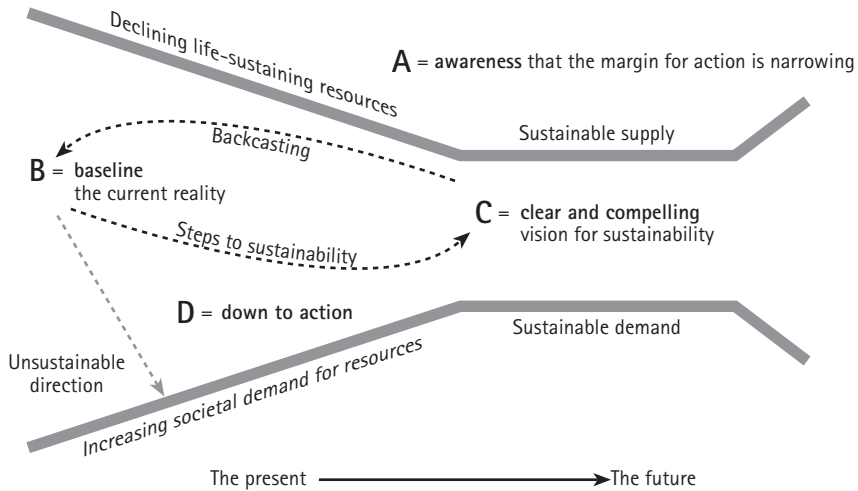 Declining life-sustaining resources
A = awareness that the margin for action is narrowing
Backcasting
Sustainable supply
B = baseline
the current reality
C = clear and compelling
vision for sustainability
Steps to sustainability
D = down to action
Sustainable demand
Unsustainable
direction
Increasing societal demand for resources
The present
The future